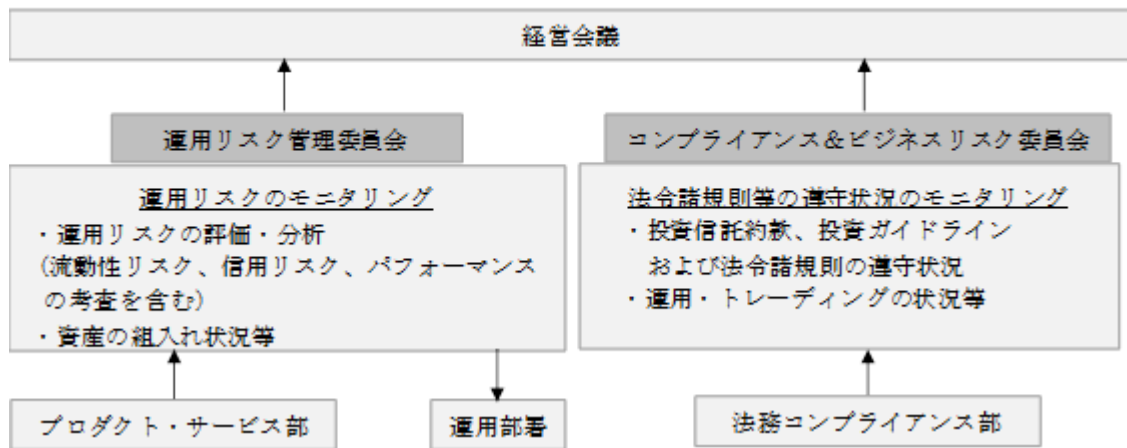 経営会議
運用リスク管理委員会
運用リスクのモニタリング
・運用リスクの評価・分析
(流動性リスク、信用リスク、パフォーマンス
の考査を含む)
・資産の組入れ状況等
プロダクト・サービス部
運用部署
コンプライアンス&ビジネスリスク委員会
法令諸規則等の遵守状況のモニタリング
・投資信託約款、投資ガイドライン
および法令諸規則の遵守状況
・運用・トレーディングの状況等
法務コンプライアンス部